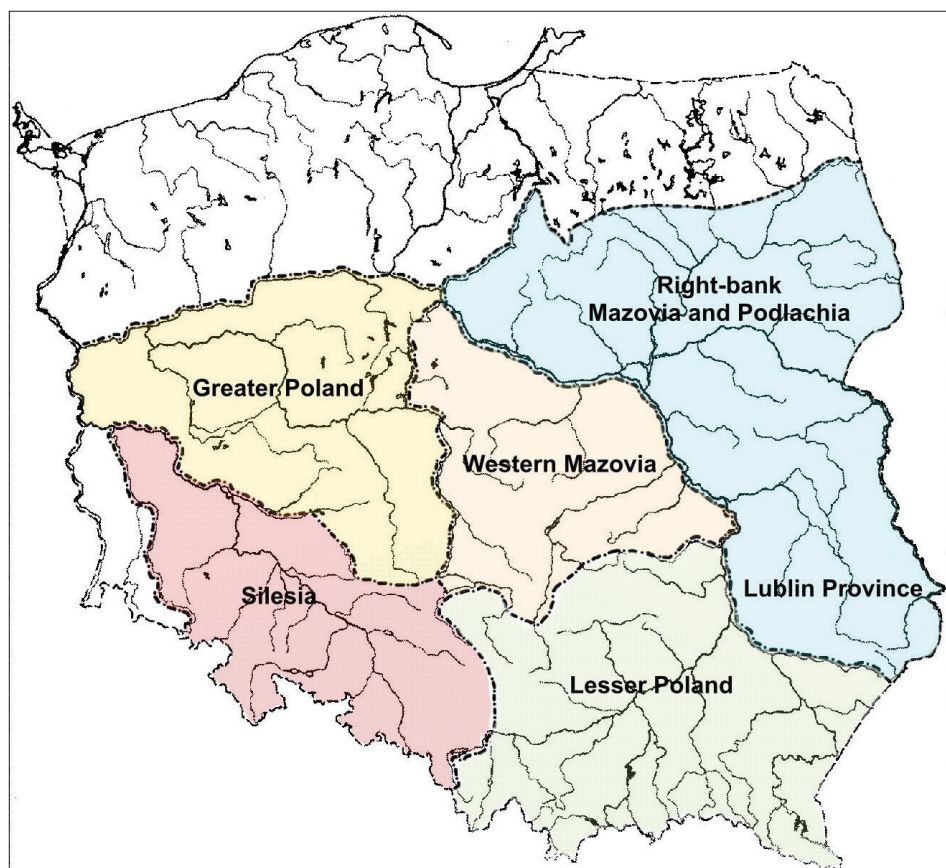 Right-bank
Mazovia and Podlachia
Greater Poland
Western Mazovia
Silesia
Lublin Province
Lesser Poland